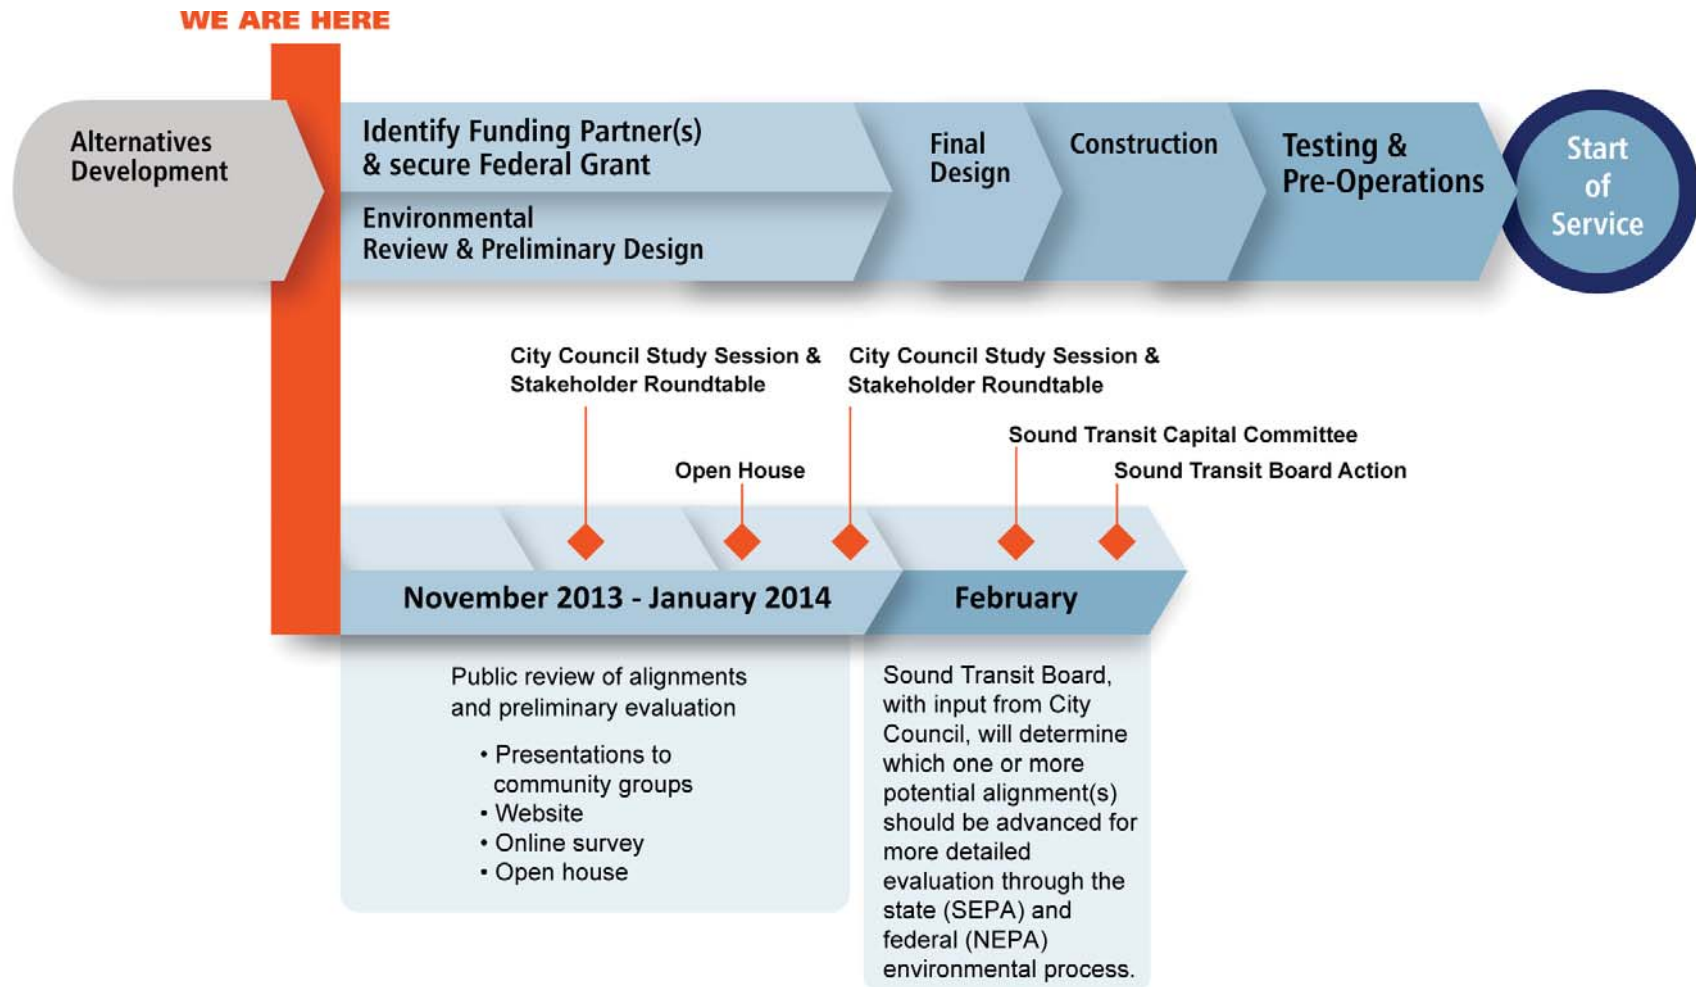 WE ARE HERE
Alternatives
Development
Identify Funding Partner(s)
& secure Federal Grant
Environmental
Review & Preliminary Design
Final
Design
Construction
Testing &
Pre-Operations
Start
of
Service
City Council Study Session &
Stakeholder Roundtable
City Council Study Session &
Stakeholder Roundtable
Open House
Sound Transit Capital Committee
Sound Transit Board Action
November 2013 - January 2014
February
Public review of alignments
and preliminary evaluation
• Presentations to
community groups
• Website
• Online survey
• Open house
Sound Transit Board,
with input from City
Council, will determine
which one or more
potential alignment(s)
should be advanced for
more detailed
evaluation through the
state (SEPA) and
federal (NEPA)
environmental process.